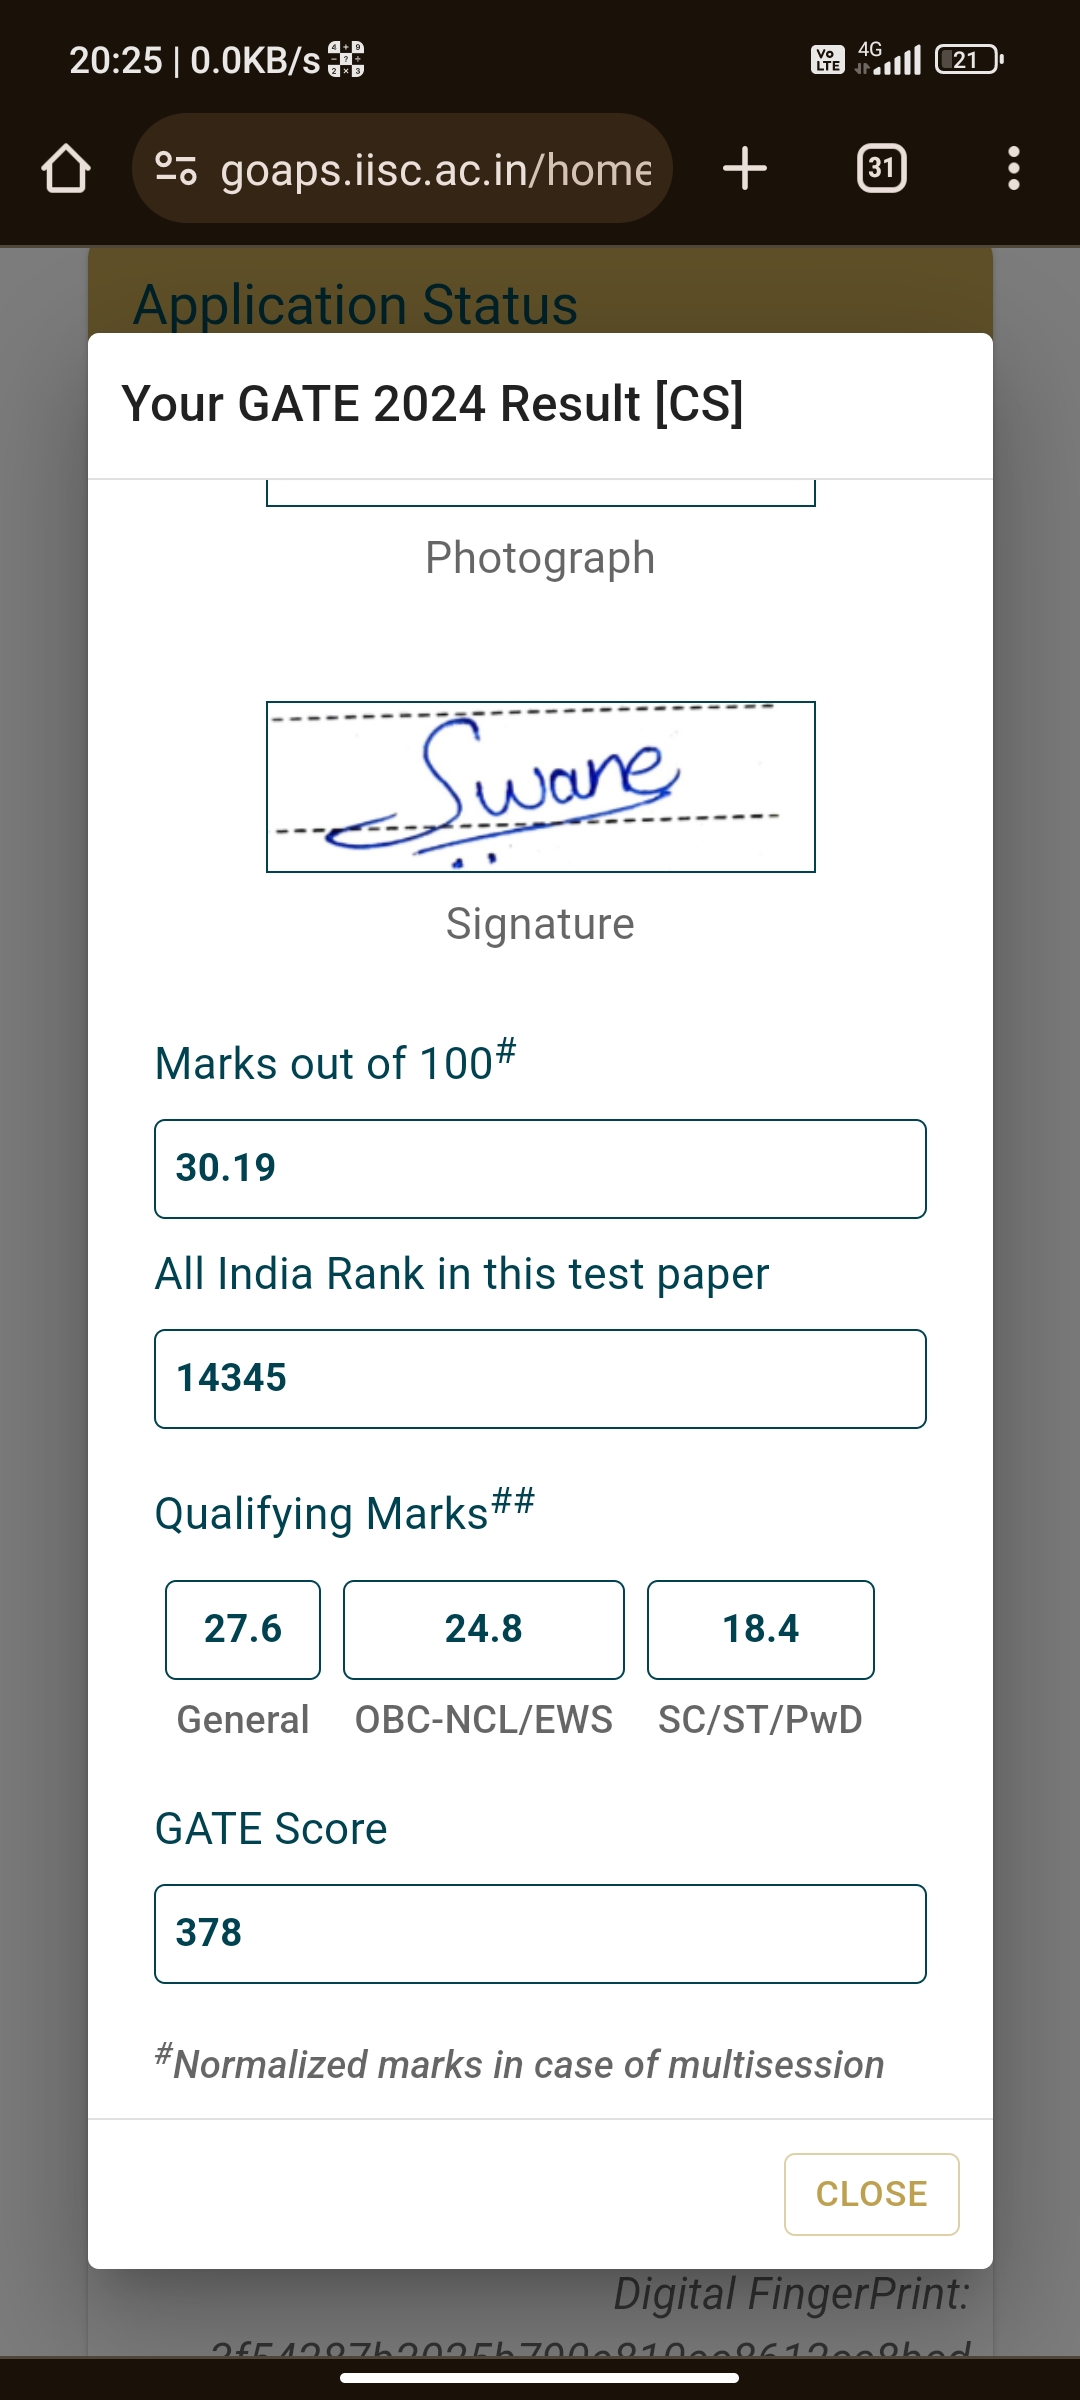 20:25 | 0.0KB/s
Vo LTE 4G 21
goaps.iisc.ac.in/home
31
Application Status
Your GATE 2024 Result [CS]
Photograph
Swane
Signature
Marks out of 100#
30.19
All India Rank in this test paper
14345
Qualifying Marks##
27.6 24.8 18.4
General OBC-NCL/EWS SC/ST/PwD
GATE Score
378
#Normalized marks in case of multisession
CLOSE
Digital FingerPrint: